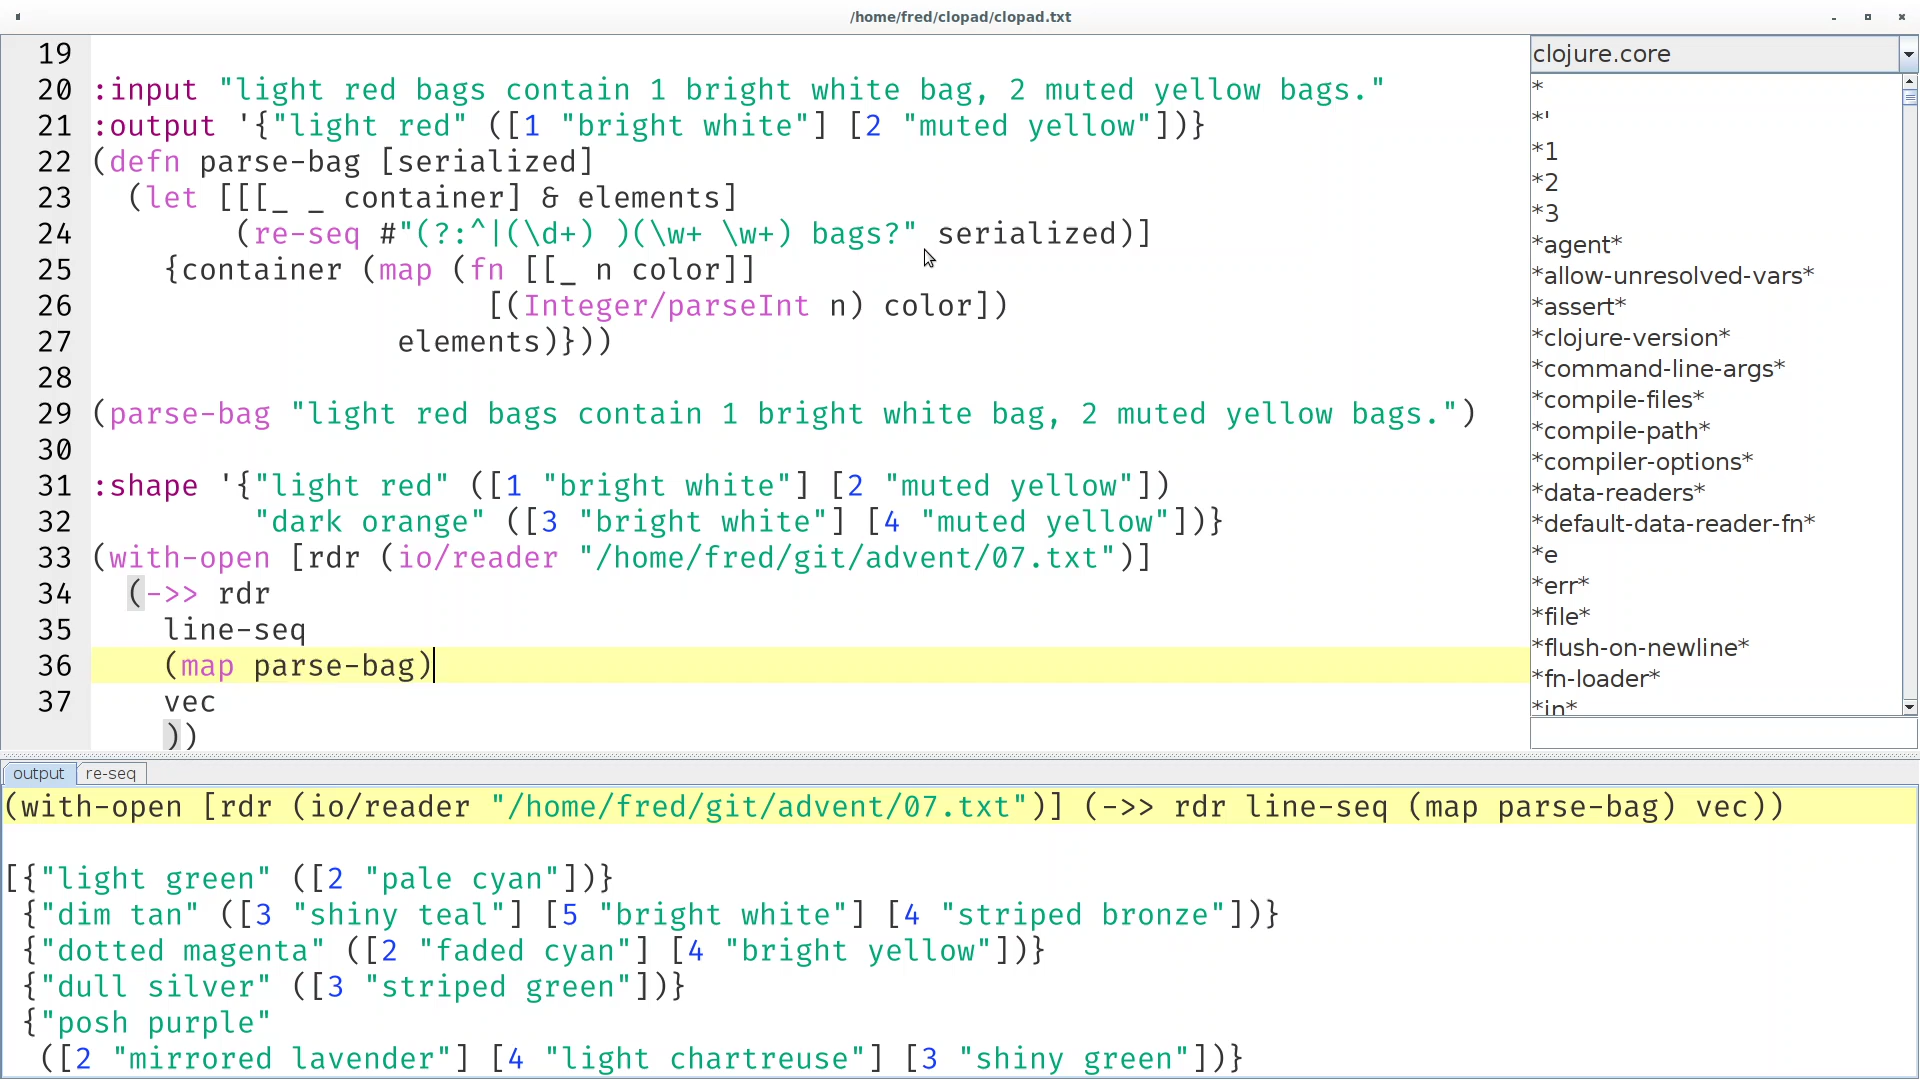 /home/fred/clopad/clopad.txt
19
20 :input "light red bags contain 1 bright white bag, 2 muted yellow bags."
21 :output '{"light red" ([1 "bright white"] [2 "muted yellow"])}
22 (defn parse-bag [serialized]
23   (let [[[_ _ container] & elements]
24         (re-seq #"(?:^|(\d+) )(\w+ \w+) bags?" serialized)]
25     {container (map (fn [[_ n color]]
26                       [(Integer/parseInt n) color])
27                  elements)}))
28
29 (parse-bag "light red bags contain 1 bright white bag, 2 muted yellow bags.")
30
31 :shape '{"light red" ([1 "bright white"] [2 "muted yellow"])
32          "dark orange" ([3 "bright white"] [4 "muted yellow"])}
33 (with-open [rdr (io/reader "/home/fred/git/advent/07.txt")]
34   (->> rdr
35     line-seq
36     (map parse-bag)
37     vec
    ))
clojure.core
*
*'
*1
*2
*3
*agent*
*allow-unresolved-vars*
*assert*
*clojure-version*
*command-line-args*
*compile-files*
*compile-path*
*compiler-options*
*data-readers*
*default-data-reader-fn*
*e
*err*
*file*
*flush-on-newline*
*fn-loader*
*in*
output re-seq
(with-open [rdr (io/reader "/home/fred/git/advent/07.txt")] (->> rdr line-seq (map parse-bag) vec))
[{"light green" ([2 "pale cyan"])}
 {"dim tan" ([3 "shiny teal"] [5 "bright white"] [4 "striped bronze"])}
 {"dotted magenta" ([2 "faded cyan"] [4 "bright yellow"])}
 {"dull silver" ([3 "striped green"])}
 {"posh purple"
  ([2 "mirrored lavender"] [4 "light chartreuse"] [3 "shiny green"])}